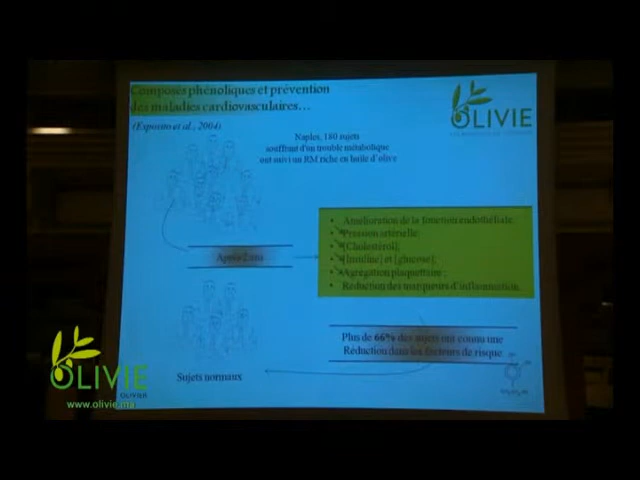 Composés phénoliques et prévention
des maladies cardiovasculaires…
(Esposito et al., 2004)
OLIVIE
Naples, 180 sujets
souffrant d'un trouble métabolique
ont suivi un RM riche en huile d'olive
• Amélioration de la fonction endothéliale
• Pression artérielle
• [Cholestérol];
• [Insuline] et [glucose];
• Agrégation plaquettaire ;
• Réduction des marqueurs d'inflammation.
Après 2 ans
Plus de 66% des sujets ont connu une
Réduction dans les facteurs de risque
Sujets normaux
OLIVIE
OLIVIER
www.olivie.ma